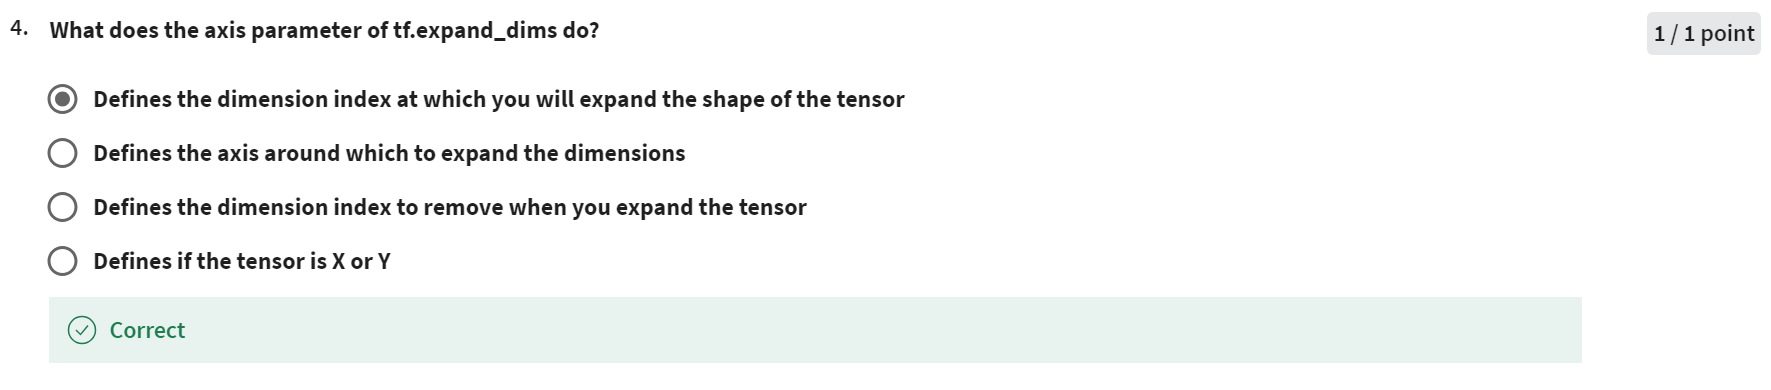 4. What does the axis parameter of tf.expand_dims do?
1 / 1 point
Defines the dimension index at which you will expand the shape of the tensor
Defines the axis around which to expand the dimensions
Defines the dimension index to remove when you expand the tensor
Defines if the tensor is X or Y
Correct